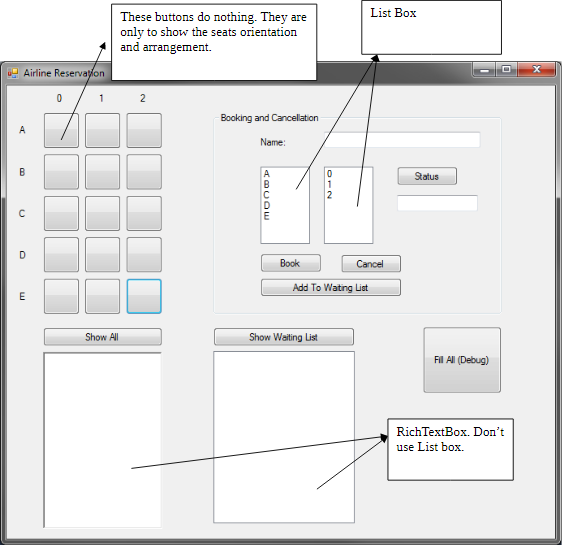 These buttons do nothing. They are
only to show the seats orientation
and arrangement.
List Box
Airline Reservation
0 1 2
A
B
C
D
E
Booking and Cancellation
Name:
A
B
C
D
E
0
1
2
Status
Book Cancel
Add To Waiting List
Show All Show Waiting List
Fill All (Debug)
RichTextBox. Don’t
use List box.